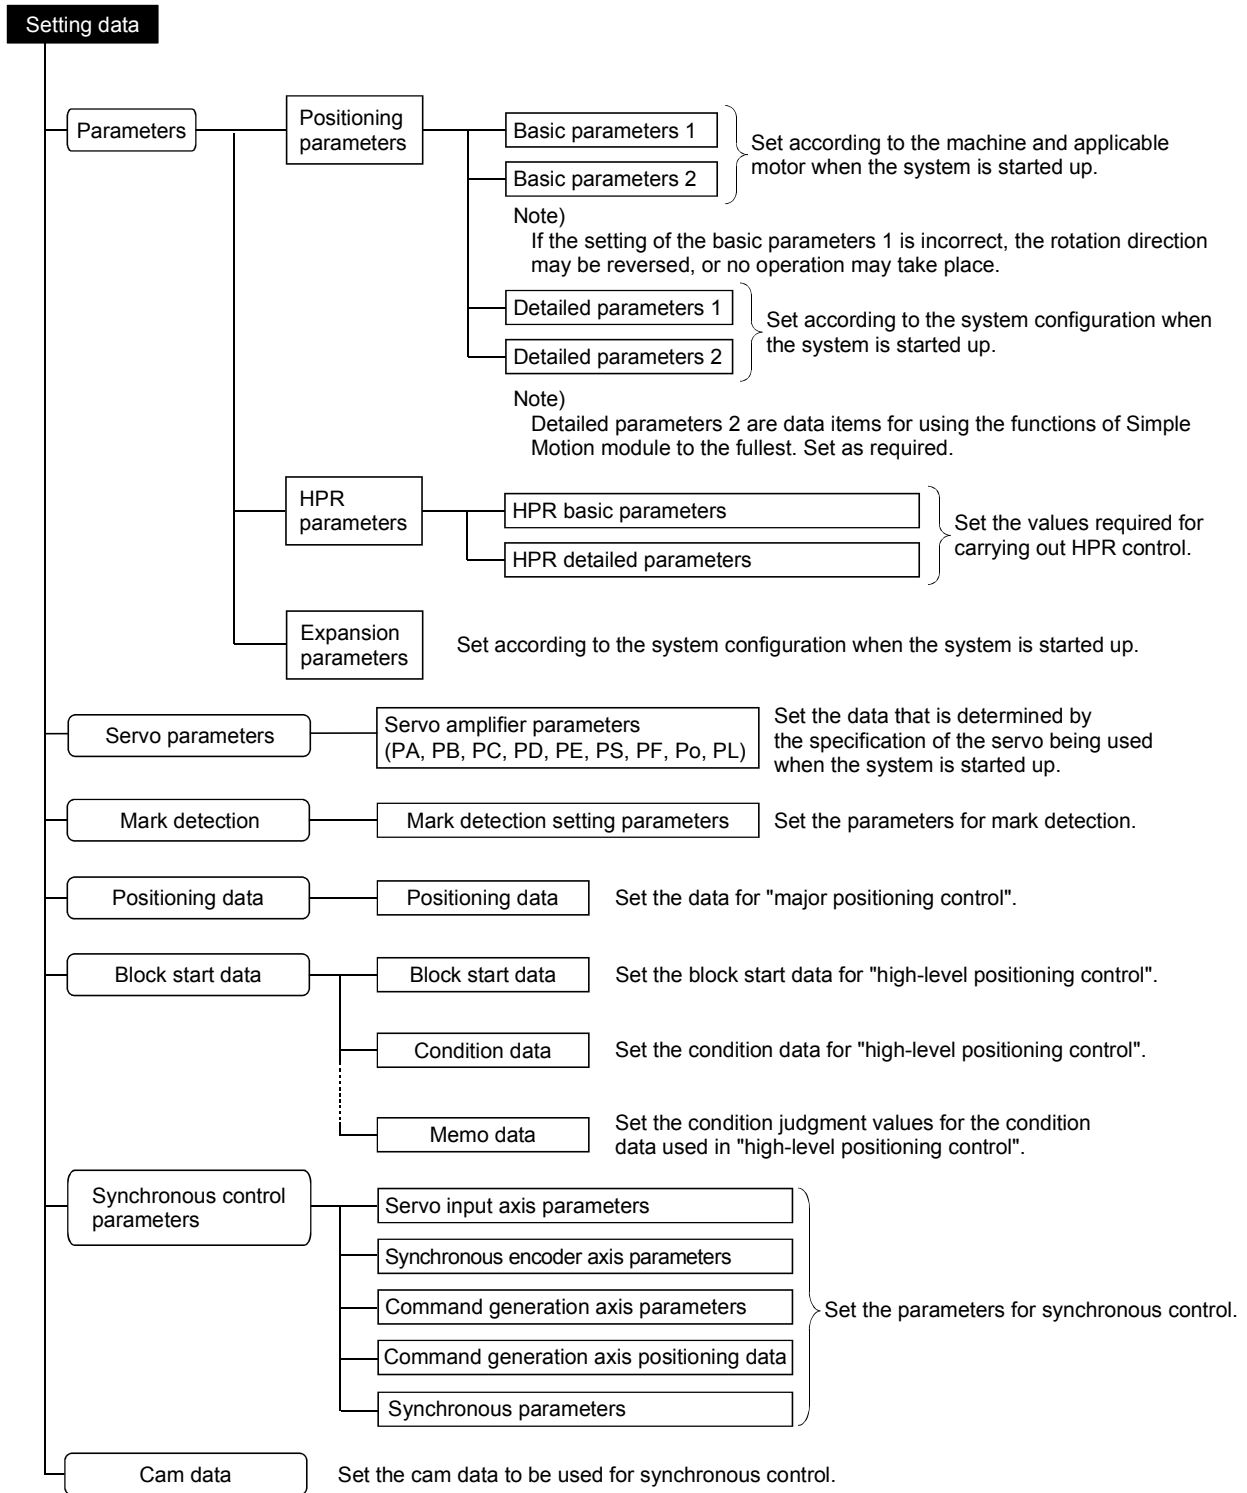 Setting data
Parameters
Positioning
parameters
Basic parameters 1
Basic parameters 2
Set according to the machine and applicable
motor when the system is started up.
Note)
If the setting of the basic parameters 1 is incorrect, the rotation direction
may be reversed, or no operation may take place.
Detailed parameters 1
Detailed parameters 2
Set according to the system configuration when
the system is started up.
Note)
Detailed parameters 2 are data items for using the functions of Simple
Motion module to the fullest. Set as required.
HPR
parameters
HPR basic parameters
HPR detailed parameters
Set the values required for
carrying out HPR control.
Expansion
parameters
Set according to the system configuration when the system is started up.
Servo parameters
Servo amplifier parameters
(PA, PB, PC, PD, PE, PS, PF, Po, PL)
Set the data that is determined by
the specification of the servo being used
when the system is started up.
Mark detection
Mark detection setting parameters
Set the parameters for mark detection.
Positioning data
Positioning data
Set the data for "major positioning control".
Block start data
Block start data
Set the block start data for "high-level positioning control".
Condition data
Set the condition data for "high-level positioning control".
Memo data
Set the condition judgment values for the condition
data used in "high-level positioning control".
Synchronous control
parameters
Servo input axis parameters
Synchronous encoder axis parameters
Command generation axis parameters
Command generation axis positioning data
Synchronous parameters
Set the parameters for synchronous control.
Cam data
Set the cam data to be used for synchronous control.